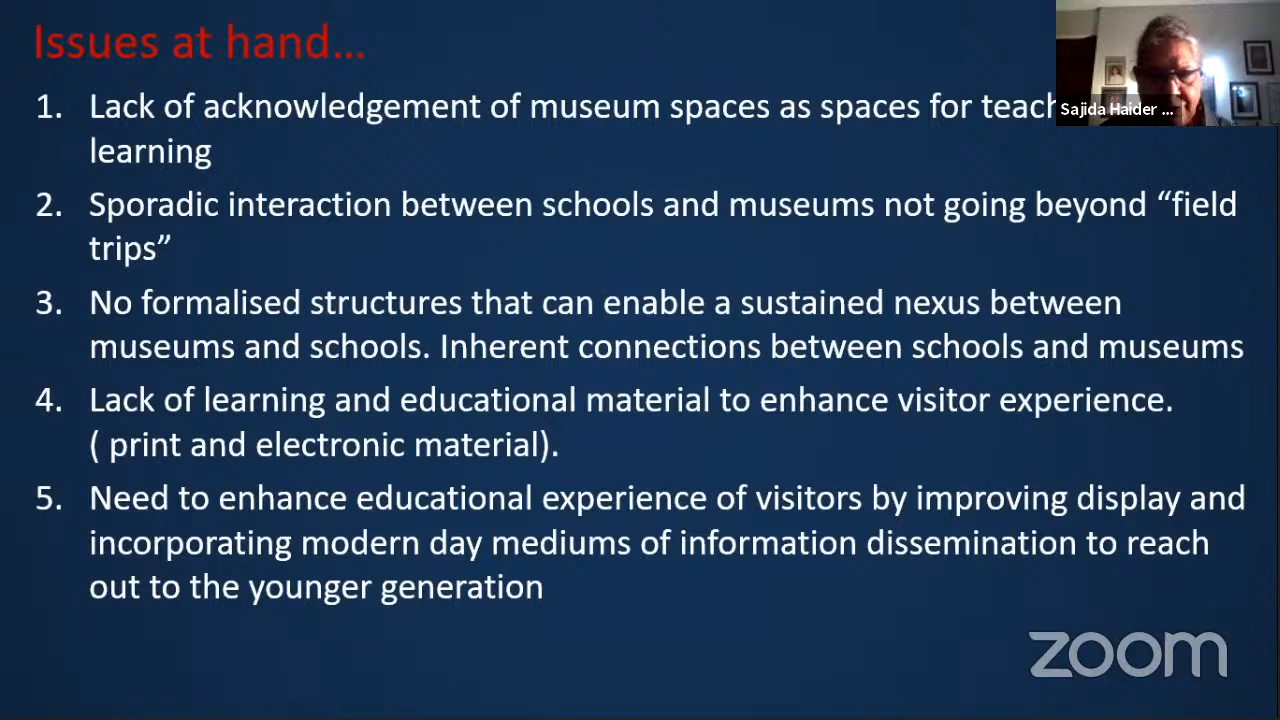 Issues at hand...
1. Lack of acknowledgement of museum spaces as spaces for
learning
2. Sporadic interaction between schools and museums not going beyond “field
trips”
3. No formalised structures that can enable a sustained nexus between
museums and schools. Inherent connections between schools and museums
4. Lack of learning and educational material to enhance visitor experience.
( print and electronic material).
5. Need to enhance educational experience of visitors by improving display and
incorporating modern day mediums of information dissemination to reach
out to the younger generation
Sajida Haider ...
zoom